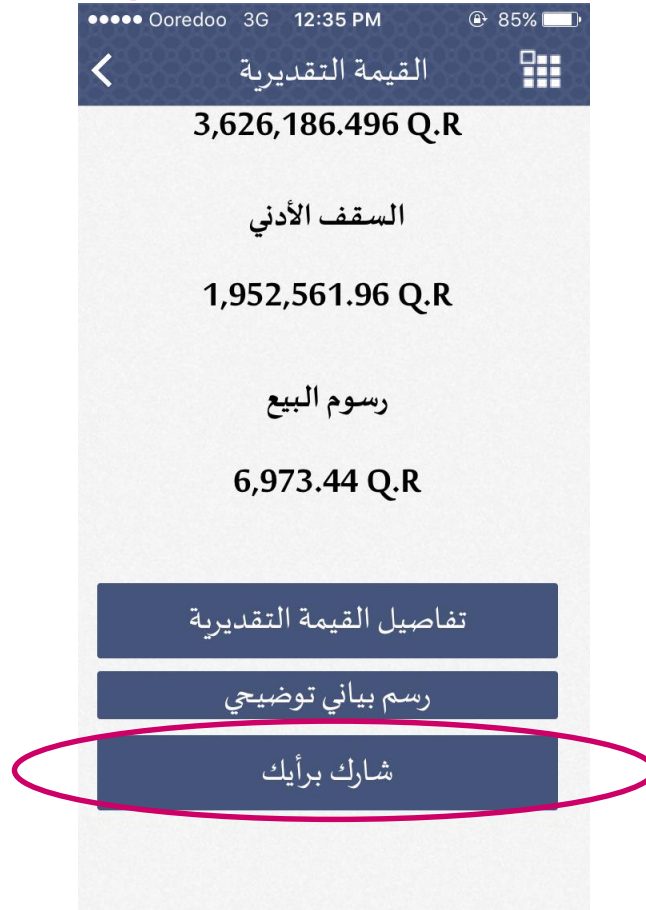 Ooredoo 3G 12:35 PM 85%
القيمة التقديرية
3,626,186.496 Q.R
السقف الأدني
1,952,561.96 Q.R
رسوم البيع
6,973.44 Q.R
تفاصيل القيمة التقديرية
رسم بياني توضيحي
شارك برأيك